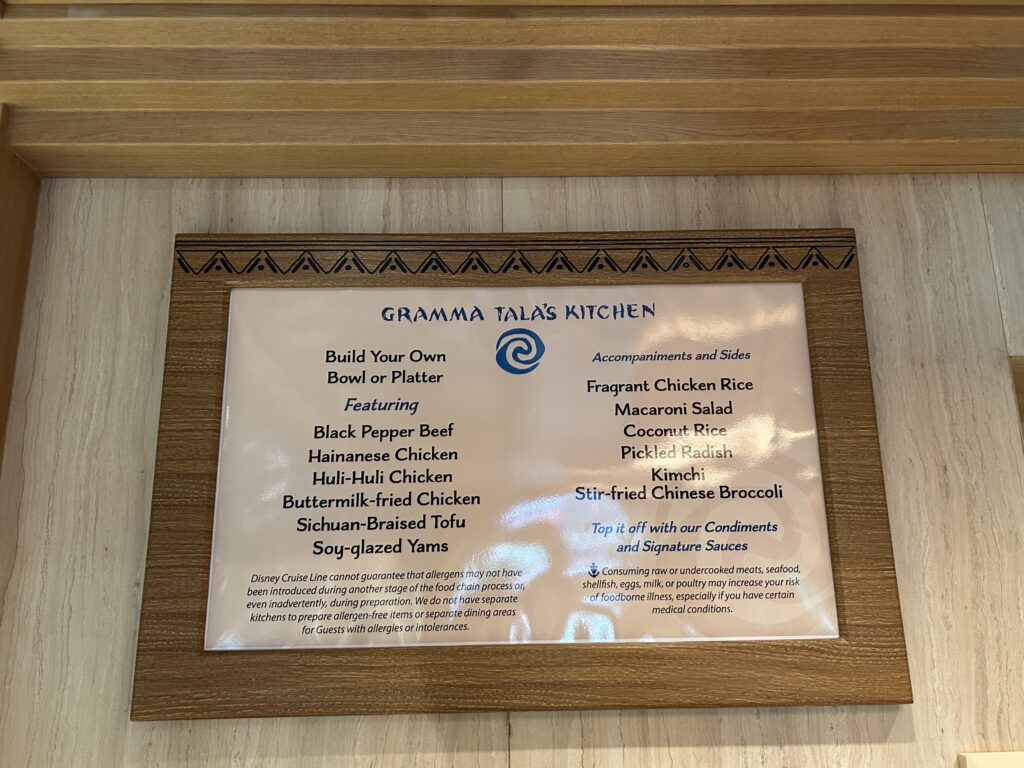 GRAMMA TALA'S KITCHEN
Build Your Own
Bowl or Platter
Featuring
Black Pepper Beef
Hainanese Chicken
Huli-Huli Chicken
Buttermilk-fried Chicken
Sichuan-Braised Tofu
Soy-glazed Yams
Disney Cruise Line cannot guarantee that allergens may not have
been introduced during another stage of the food chain process or,
even inadvertently, during preparation. We do not have separate
kitchens to prepare allergen-free items or separate dining areas
for Guests with allergies or intolerances.
Accompaniments and Sides
Fragrant Chicken Rice
Macaroni Salad
Coconut Rice
Pickled Radish
Kimchi
Stir-fried Chinese Broccoli
Top it off with our Condiments
and Signature Sauces
Consuming raw or undercooked meats, seafood,
shellfish, eggs, milk, or poultry may increase your risk
of foodborne illness, especially if you have certain
medical conditions.